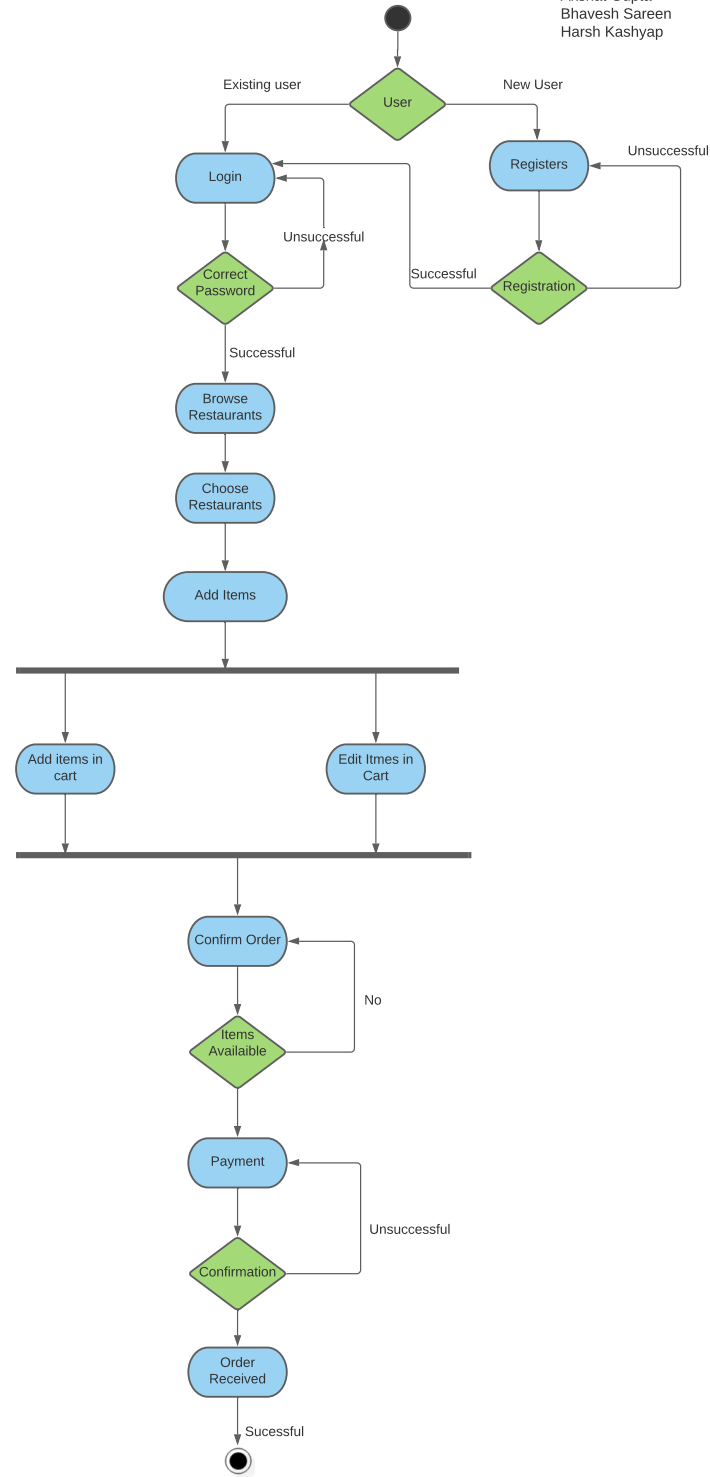 Bhavesh Sareen
Harsh Kashyap
Existing user
User
New User
Unsuccessful
Login
Registers
Unsuccessful
Correct
Password
Successful
Registration
Successful
Browse
Restaurants
Choose
Restaurants
Add Items
Add items in
cart
Edit Itmes in
Cart
Confirm Order
No
Items
Availaible
Payment
Unsuccessful
Confirmation
Order
Received
Sucessful